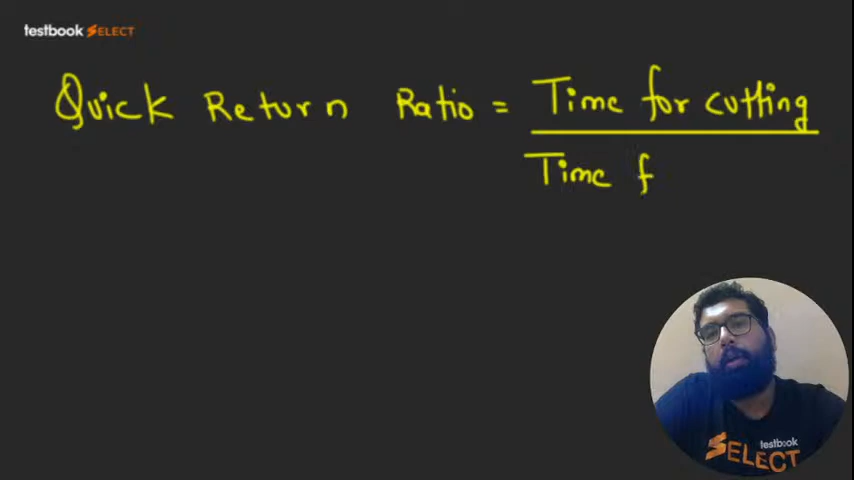 testbook SELECT
Quick Return Ratio = Time for cutting
Time f
testbook
SELECT